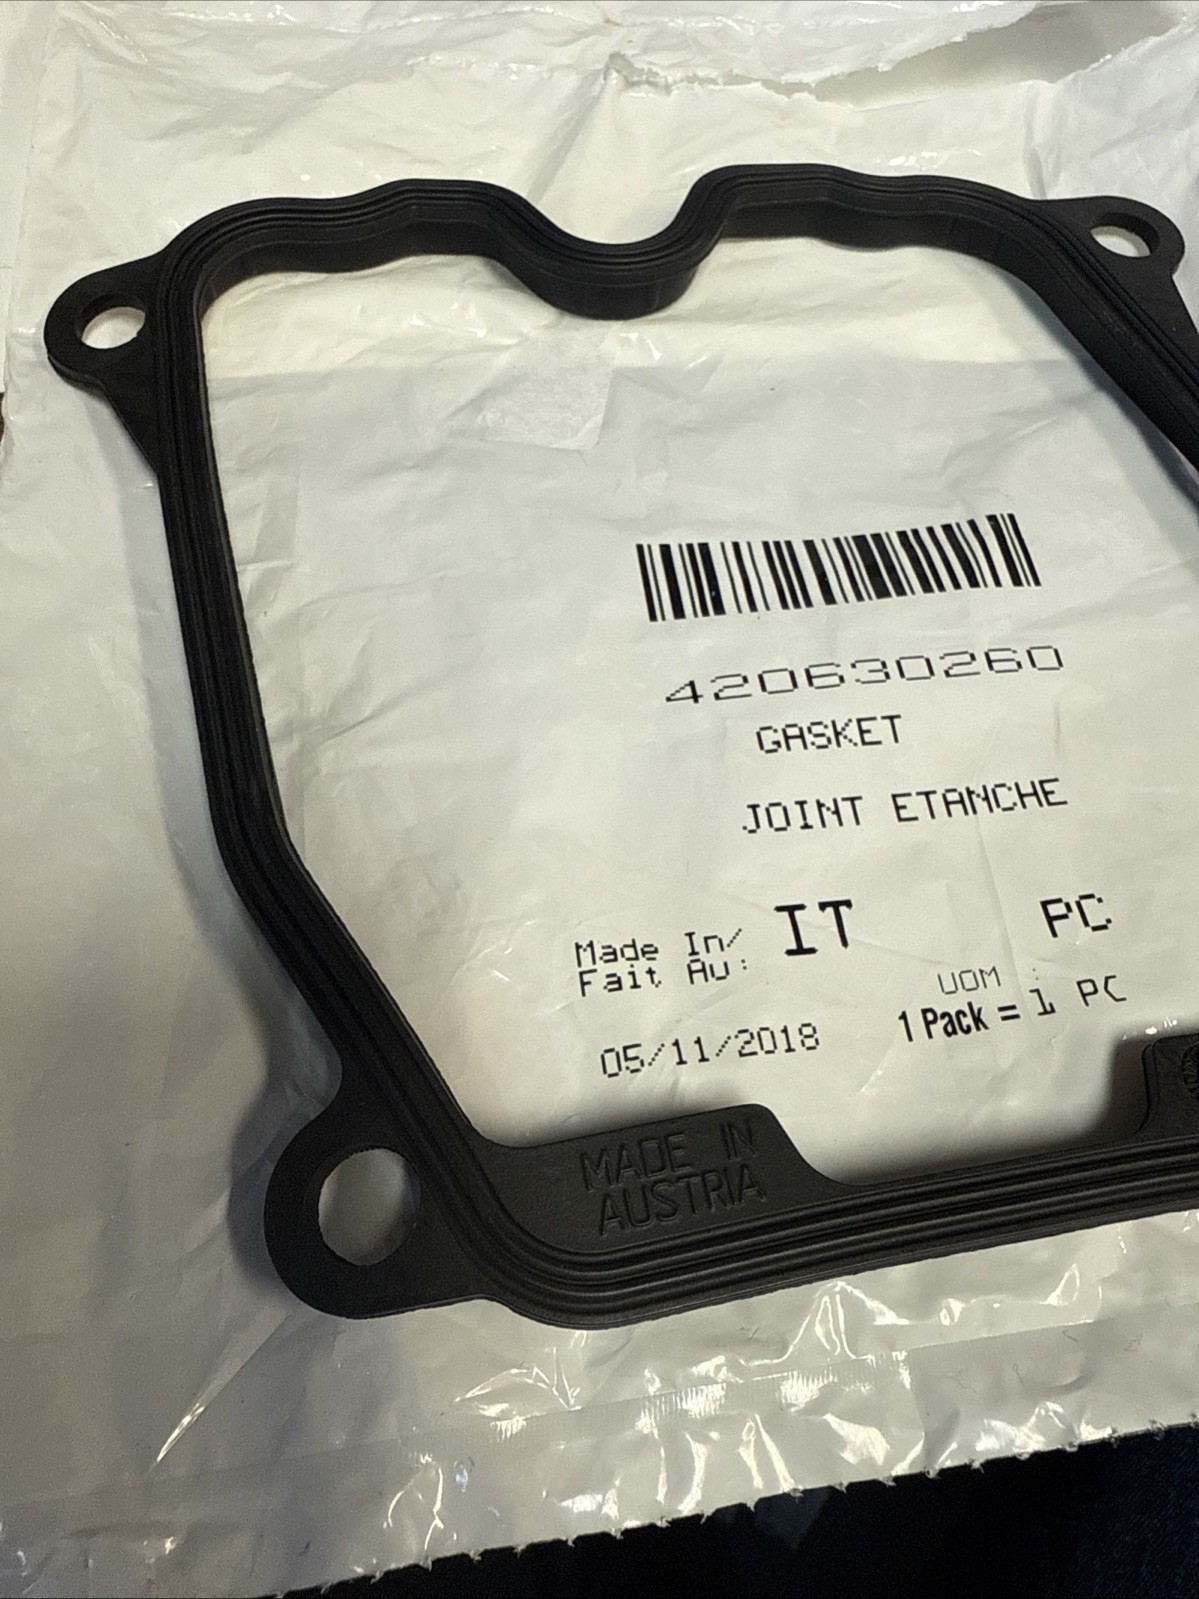 420630260
GASKET
JOINT ETANCHE
Made In/ IT PC
Fait Au:
UOM :
05/11/2018 1 Pack = 1 PC
MADE IN
AUSTRIA